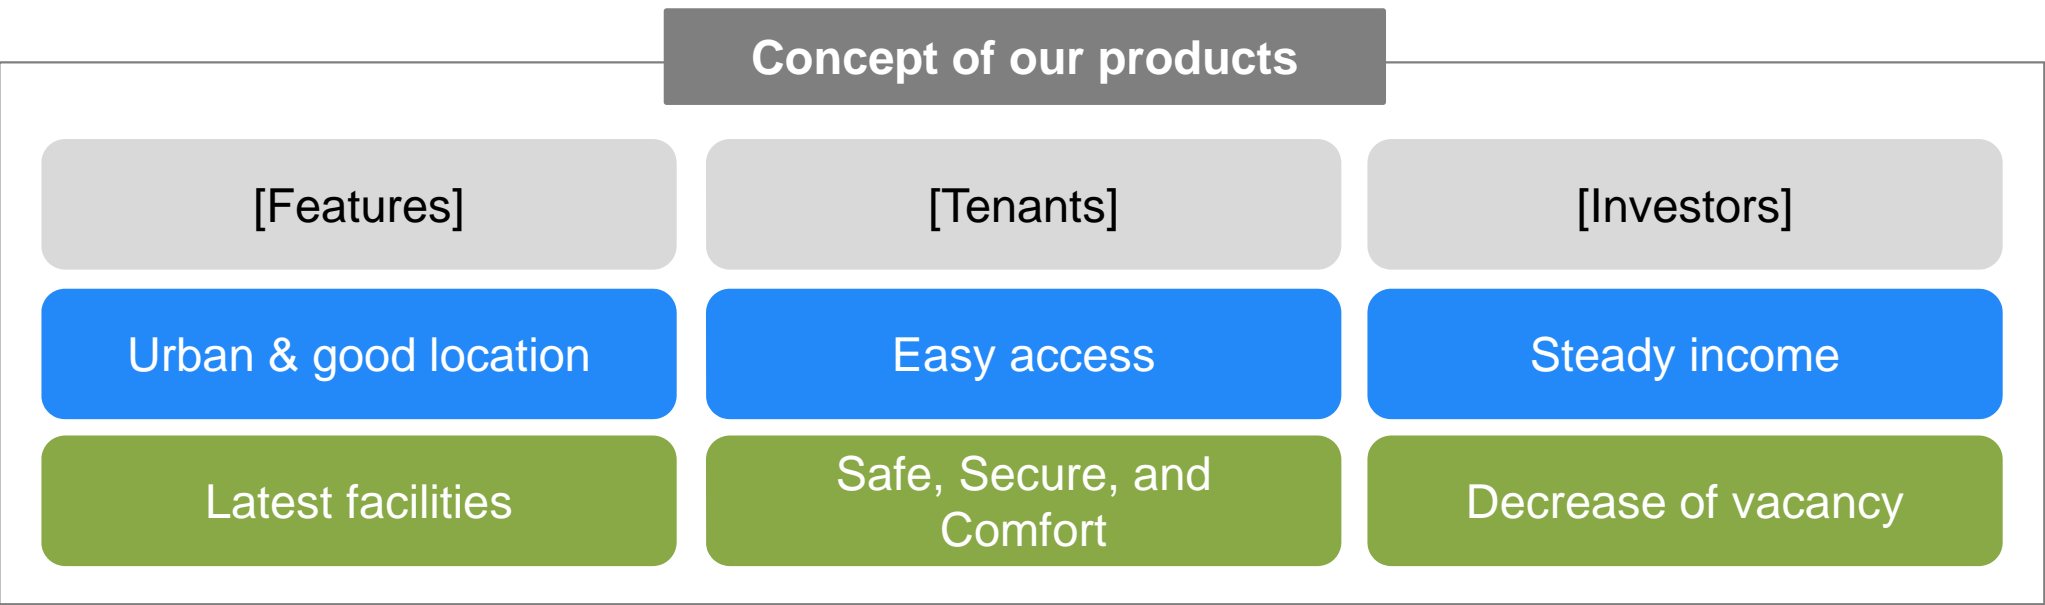 Concept of our products
[Features]
[Tenants]
[Investors]
Urban & good location
Easy access
Steady income
Latest facilities
Safe, Secure, and
Comfort
Decrease of vacancy